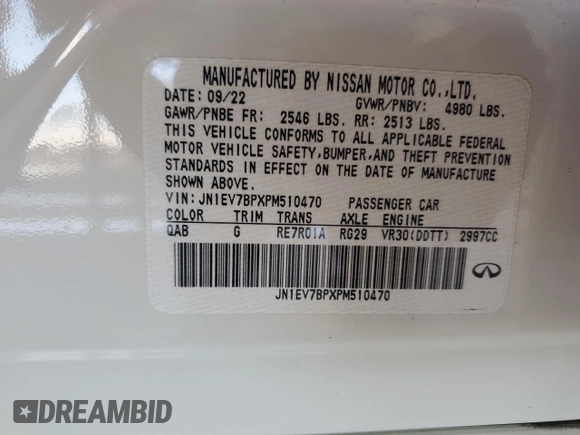 MANUFACTURED BY NISSAN MOTOR CO.,LTD.
DATE: 09/22 GVWR/PNBV: 4980 LBS.
GAWR/PNBE FR: 2546 LBS. RR: 2513 LBS.
THIS VEHICLE CONFORMS TO ALL APPLICABLE FEDERAL
MOTOR VEHICLE SAFETY,BUMPER,AND THEFT PREVENTION
STANDARDS IN EFFECT ON THE DATE OF MANUFACTURE
SHOWN ABOVE.
VIN: JN1EV7BPXPM510470 PASSENGER CAR
COLOR TRIM TRANS AXLE ENGINE
QAB G RE7R01A RG29 VR30(DDTT) 2997CC
JN1EV7BPXPM510470
DREAMBID